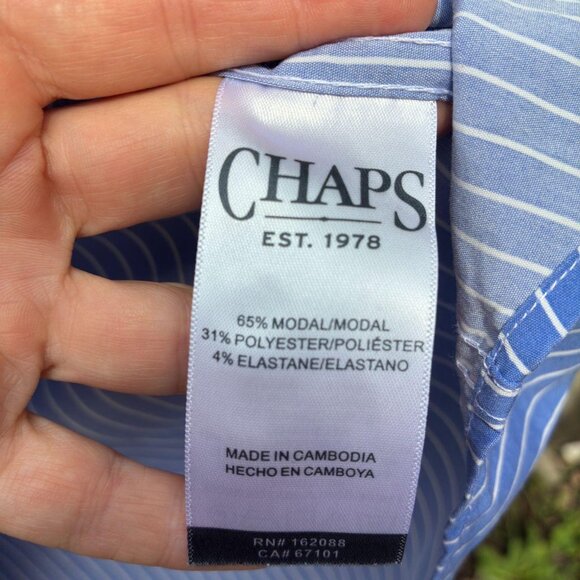 CHAPS
EST. 1978
65% MODAL/MODAL
31% POLYESTER/POLIÉSTER
4% ELASTANE/ELASTANO
MADE IN CAMBODIA
HECHO EN CAMBOYA
RN# 162088
CA# 67101